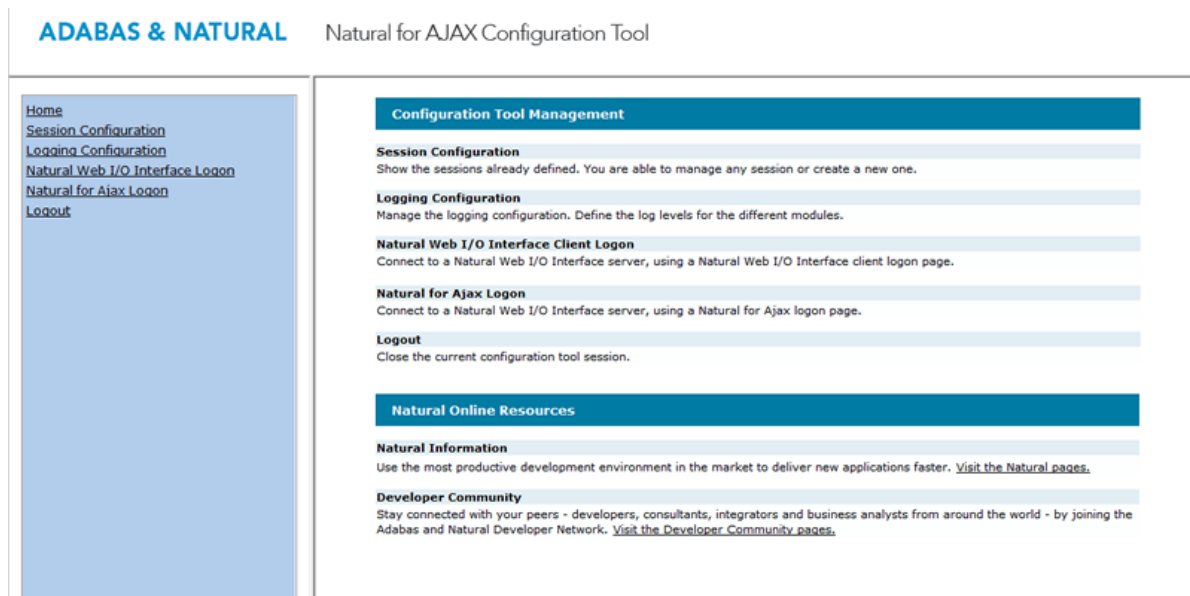 ADABAS & NATURAL
Natural for AJAX Configuration Tool
Home
Session Configuration
Logging Configuration
Natural Web I/O Interface Logon
Natural for Ajax Logon
Logout
Configuration Tool Management
Session Configuration
Show the sessions already defined. You are able to manage any session or create a new one.
Logging Configuration
Manage the logging configuration. Define the log levels for the different modules.
Natural Web I/O Interface Client Logon
Connect to a Natural Web I/O Interface server, using a Natural Web I/O Interface client logon page.
Natural for Ajax Logon
Connect to a Natural Web I/O Interface server, using a Natural for Ajax logon page.
Logout
Close the current configuration tool session.
Natural Online Resources
Natural Information
Use the most productive development environment in the market to deliver new applications faster. Visit the Natural pages.
Developer Community
Stay connected with your peers - developers, consultants, integrators and business analysts from around the world - by joining the
Adabas and Natural Developer Network. Visit the Developer Community pages.